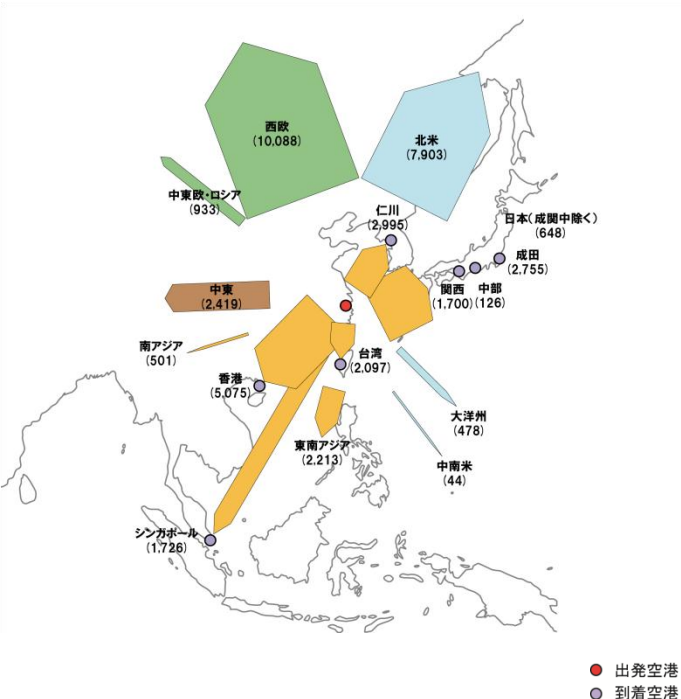 西欧
(10,088)
北米
(7,903)
中東欧・ロシア
(933)
仁川
(2,995)
日本(成関中除く)
(648)
成田
(2,755)
関西
(1,700)
中部
(126)
中東
(2,419)
南アジア
(501)
台湾
(2,097)
香港
(5,075)
大洋州
(478)
東南アジア
(2.213)
中南米
(44)
シンガポール
(1,726)
出発空港
到着空港